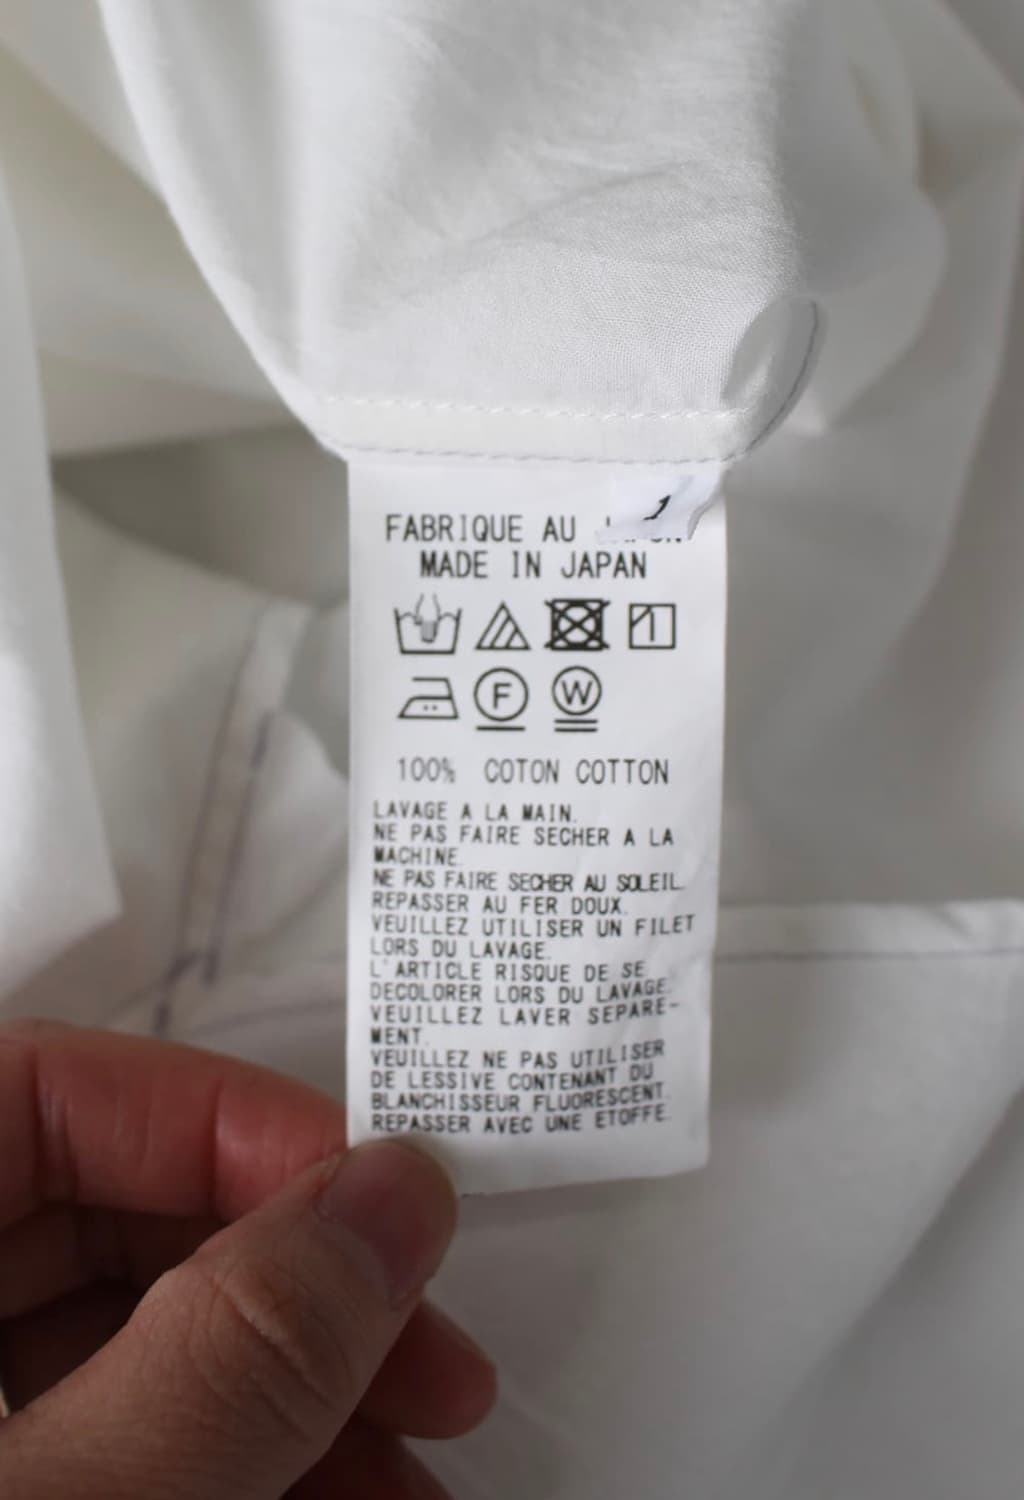 1
FABRIQUE AU
MADE IN JAPAN
F W
100% COTON COTTON
LAVAGE A LA MAIN.
NE PAS FAIRE SECHER A LA
MACHINE.
NE PAS FAIRE SECHER AU SOLEIL.
REPASSER AU FER DOUX.
VEUILLEZ UTILISER UN FILET
LORS DU LAVAGE.
L'ARTICLE RISQUE DE SE
DECOLORER LORS DU LAVAGE.
VEUILLEZ LAVER SEPARE-
MENT.
VEUILLEZ NE PAS UTILISER
DE LESSIVE CONTENANT DU
BLANCHISSEUR FLUORESCENT.
REPASSER AVEC UNE ETOFFE.